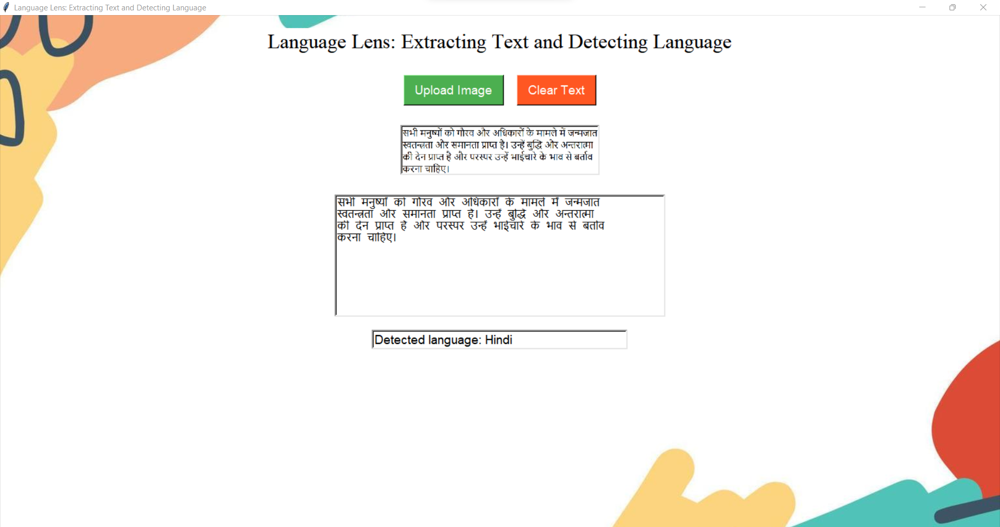 Language Lens: Extracting Text and Detecting Language
Language Lens: Extracting Text and Detecting Language
Upload Image Clear Text
सभी मनुष्यों को गौरव और अधिकारों के मामले में जन्मजात
स्वतन्त्रता और समानता प्राप्त है। उन्हें बुद्धि और अन्तरात्मा
की देन प्राप्त है और परस्पर उन्हें भाईचारे के भाव से बर्ताव
करना चाहिए।
सभी मनुष्यों को गौरव और अधिकारों के मामले में जन्मजात
स्वतन्त्रता और समानता प्राप्त है। उन्हें बुद्धि और अन्तरात्मा
की देन प्राप्त है और परस्पर उन्हें भाईचारे के भाव से बर्ताव
करना चाहिए।
Detected language: Hindi